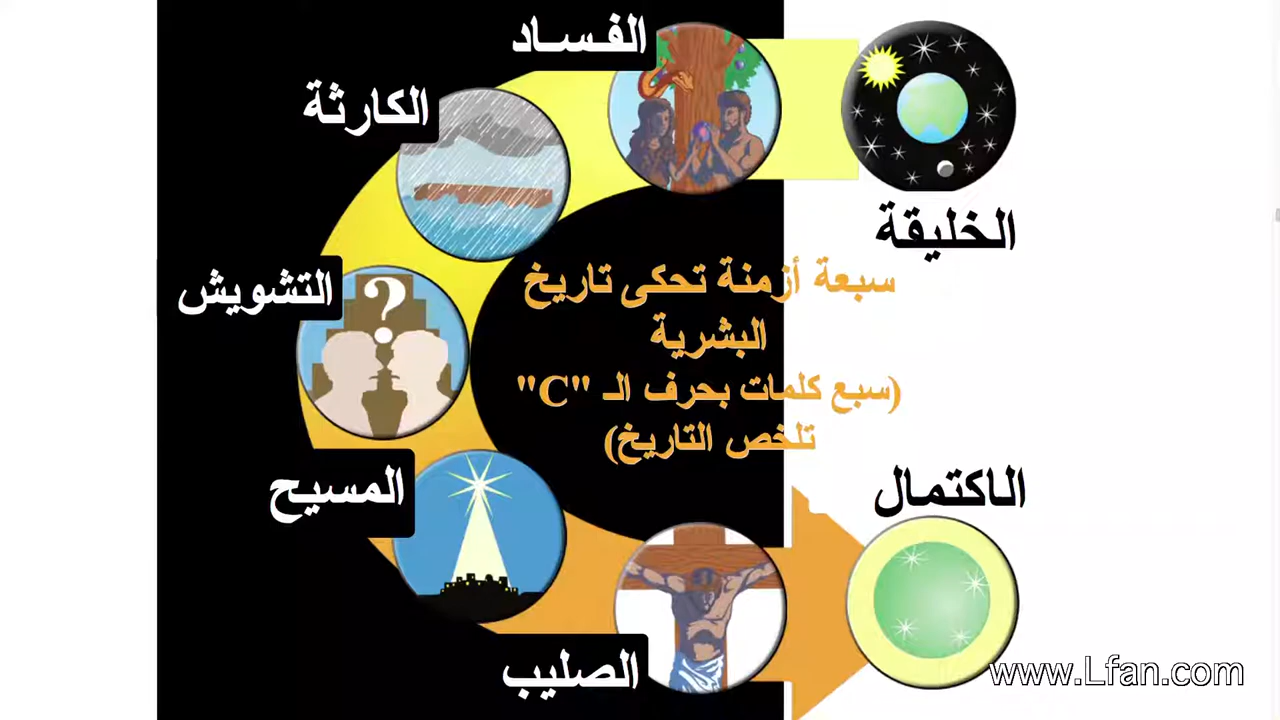 الفساد
الكارثة
الخليقة
التشويش
سبعة أزمنة تحكى تاريخ
البشرية
(سبع كلمات بحرف الـ "C"
تلخص التاريخ)
المسيح
الاكتمال
الصليب
www.Lfan.com